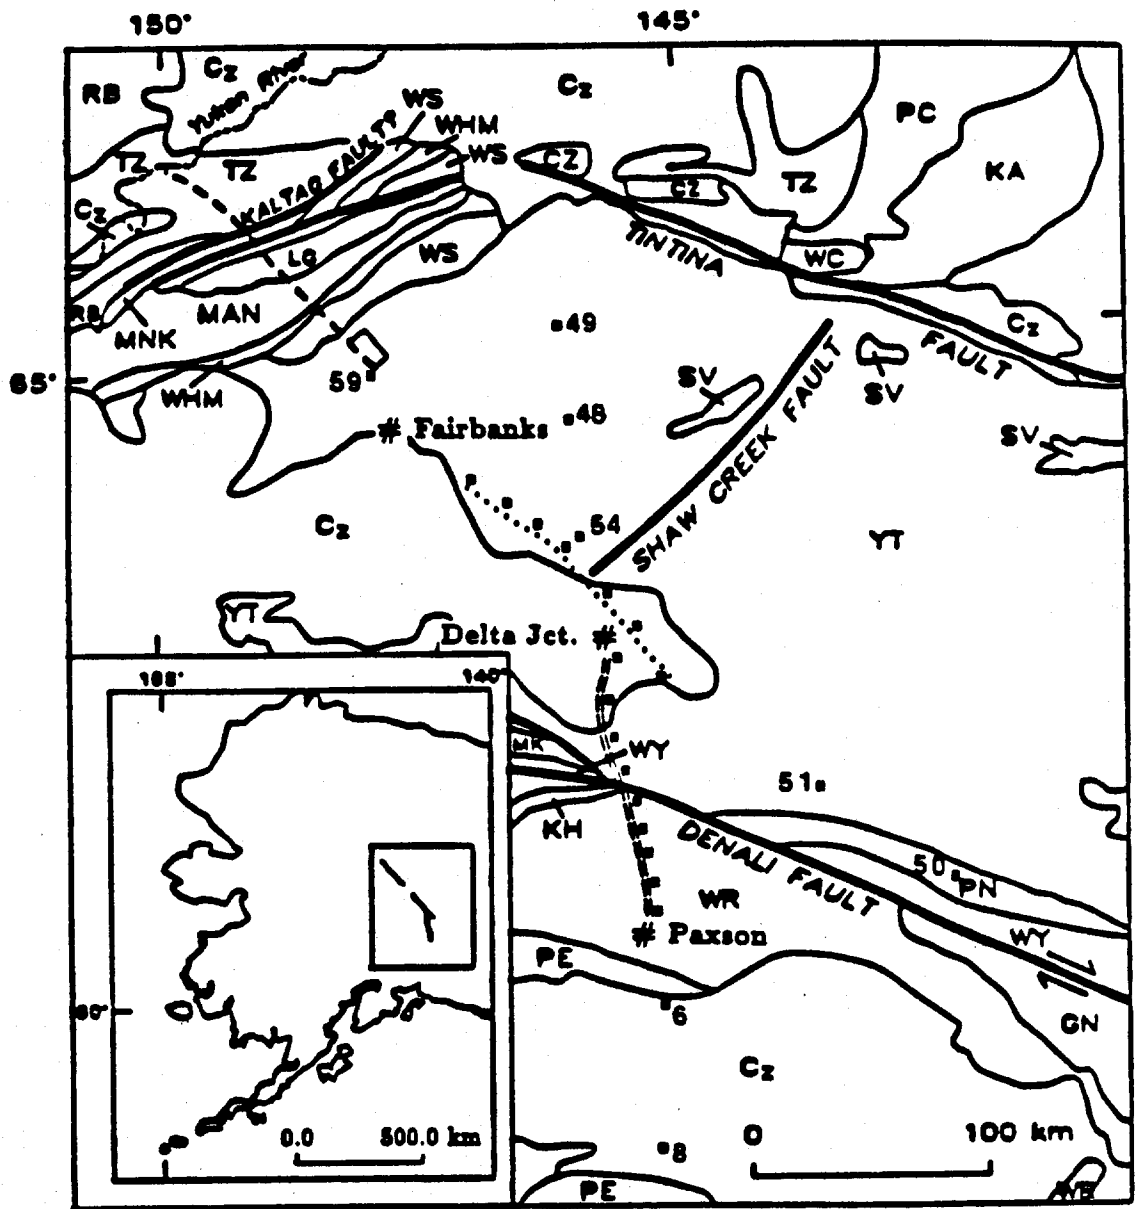 150° 145°
RB Cz Yukon River WS Cz PC
WHM
TZ TZ KALTAG FAULT? WS CZ CZ TZ KA
Cz
LG WS TINTINA WC
RB MNK MAN Cz
49 FAULT
65° WHM 59 SV SV
# Fairbanks 48 SV
Cz 54 SHAW CREEK FAULT YT
YT
Delta Jct. #
140°
MK WY
51
KH DENALI FAULT 50 PN
WR
# Paxson WY
PE
6 GN
Cz
0.0 500.0 km
8 0 100 km
PE